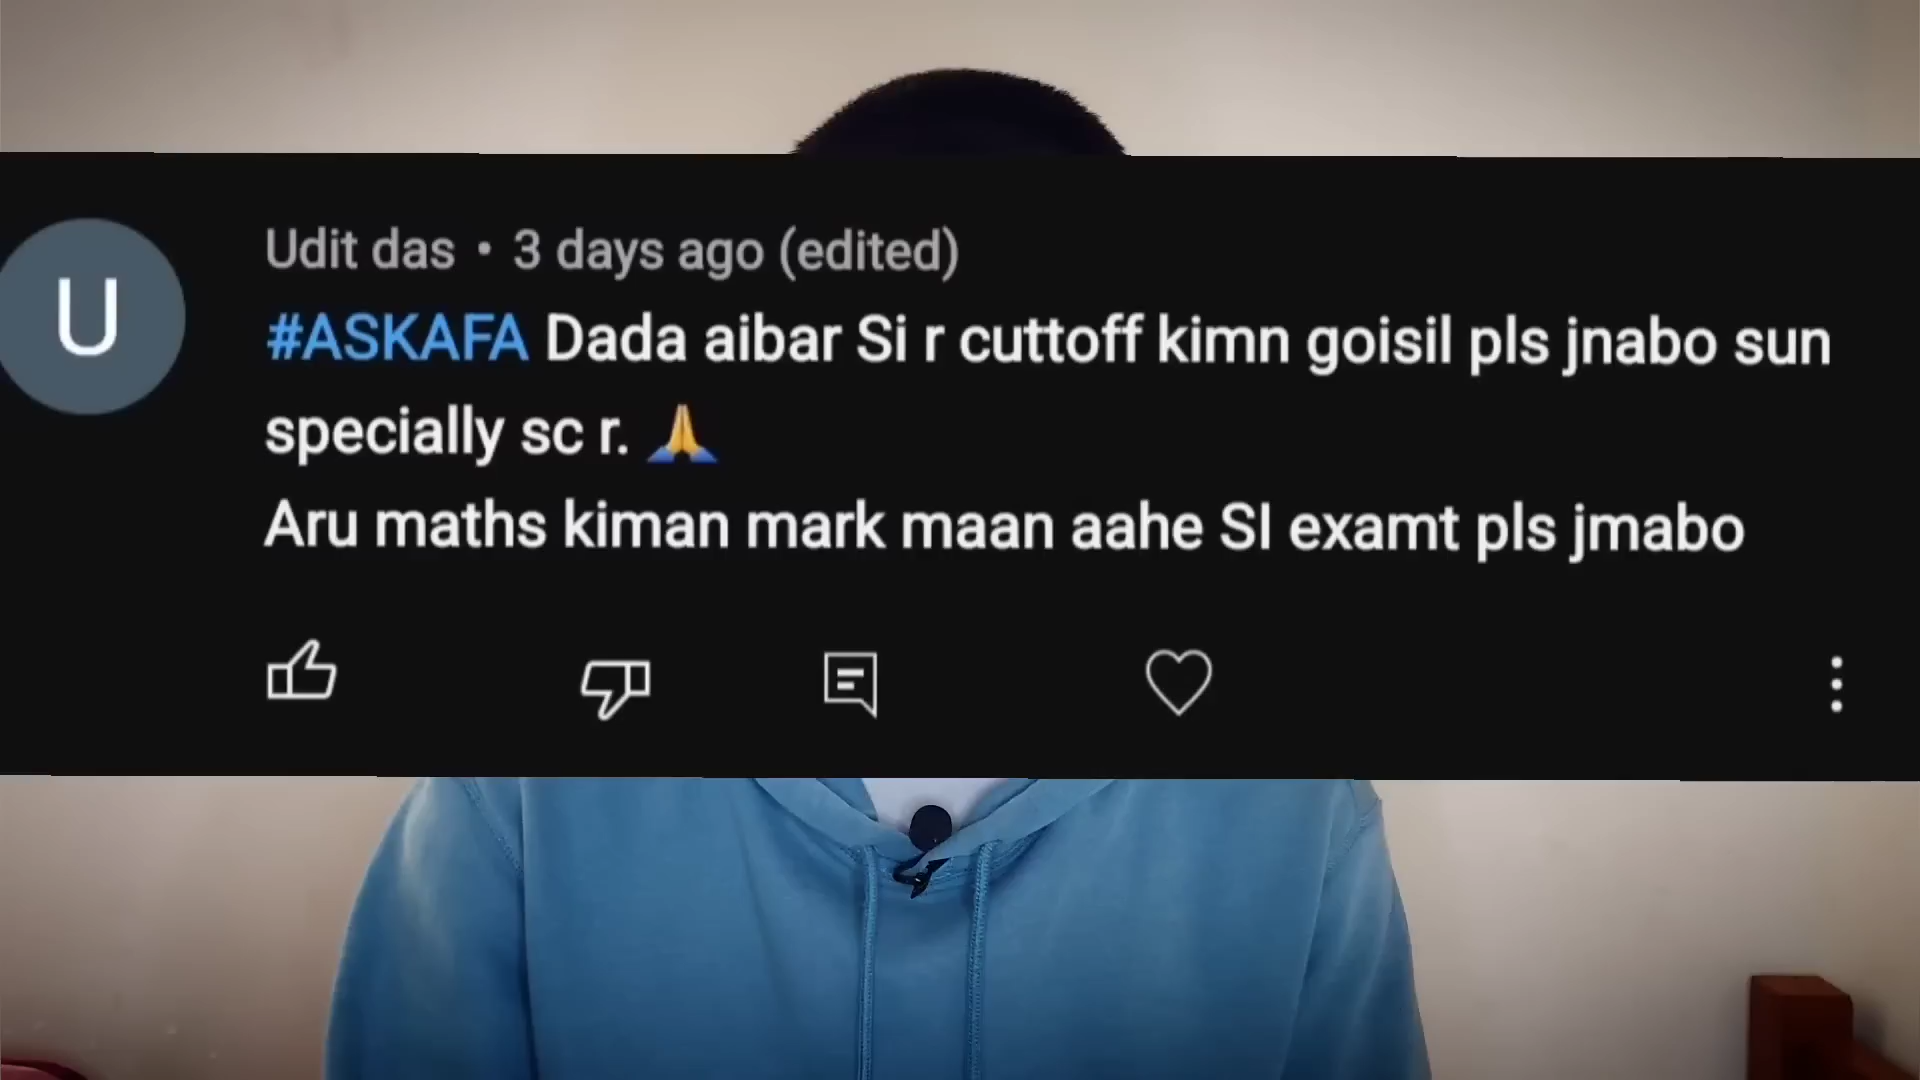 U
Udit das • 3 days ago (edited)
#ASKAFA Dada aibar Si r cuttoff kimn goisil pls jnabo sun
specially sc r. 🙏
Aru maths kiman mark maan aahe SI examt pls jmabo